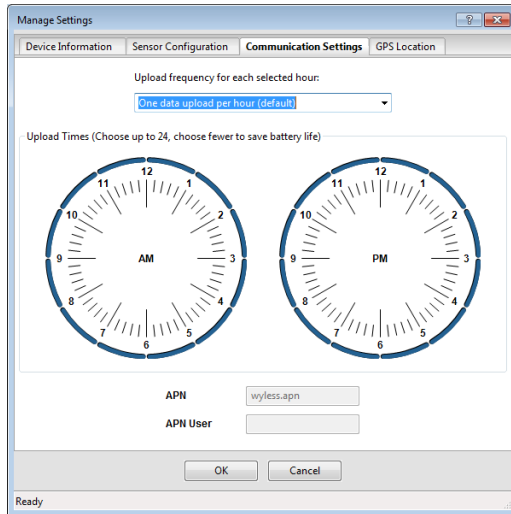 Manage Settings
Device Information Sensor Configuration Communication Settings GPS Location
Upload frequency for each selected hour:
One data upload per hour (default)
Upload Times (Choose up to 24, choose fewer to save battery life)
12
11 1
10 2
9 AM 3
8 4
7 5
6
12
11 1
10 2
9 PM 3
8 4
7 5
6
APN wyless.apn
APN User
OK Cancel
Ready